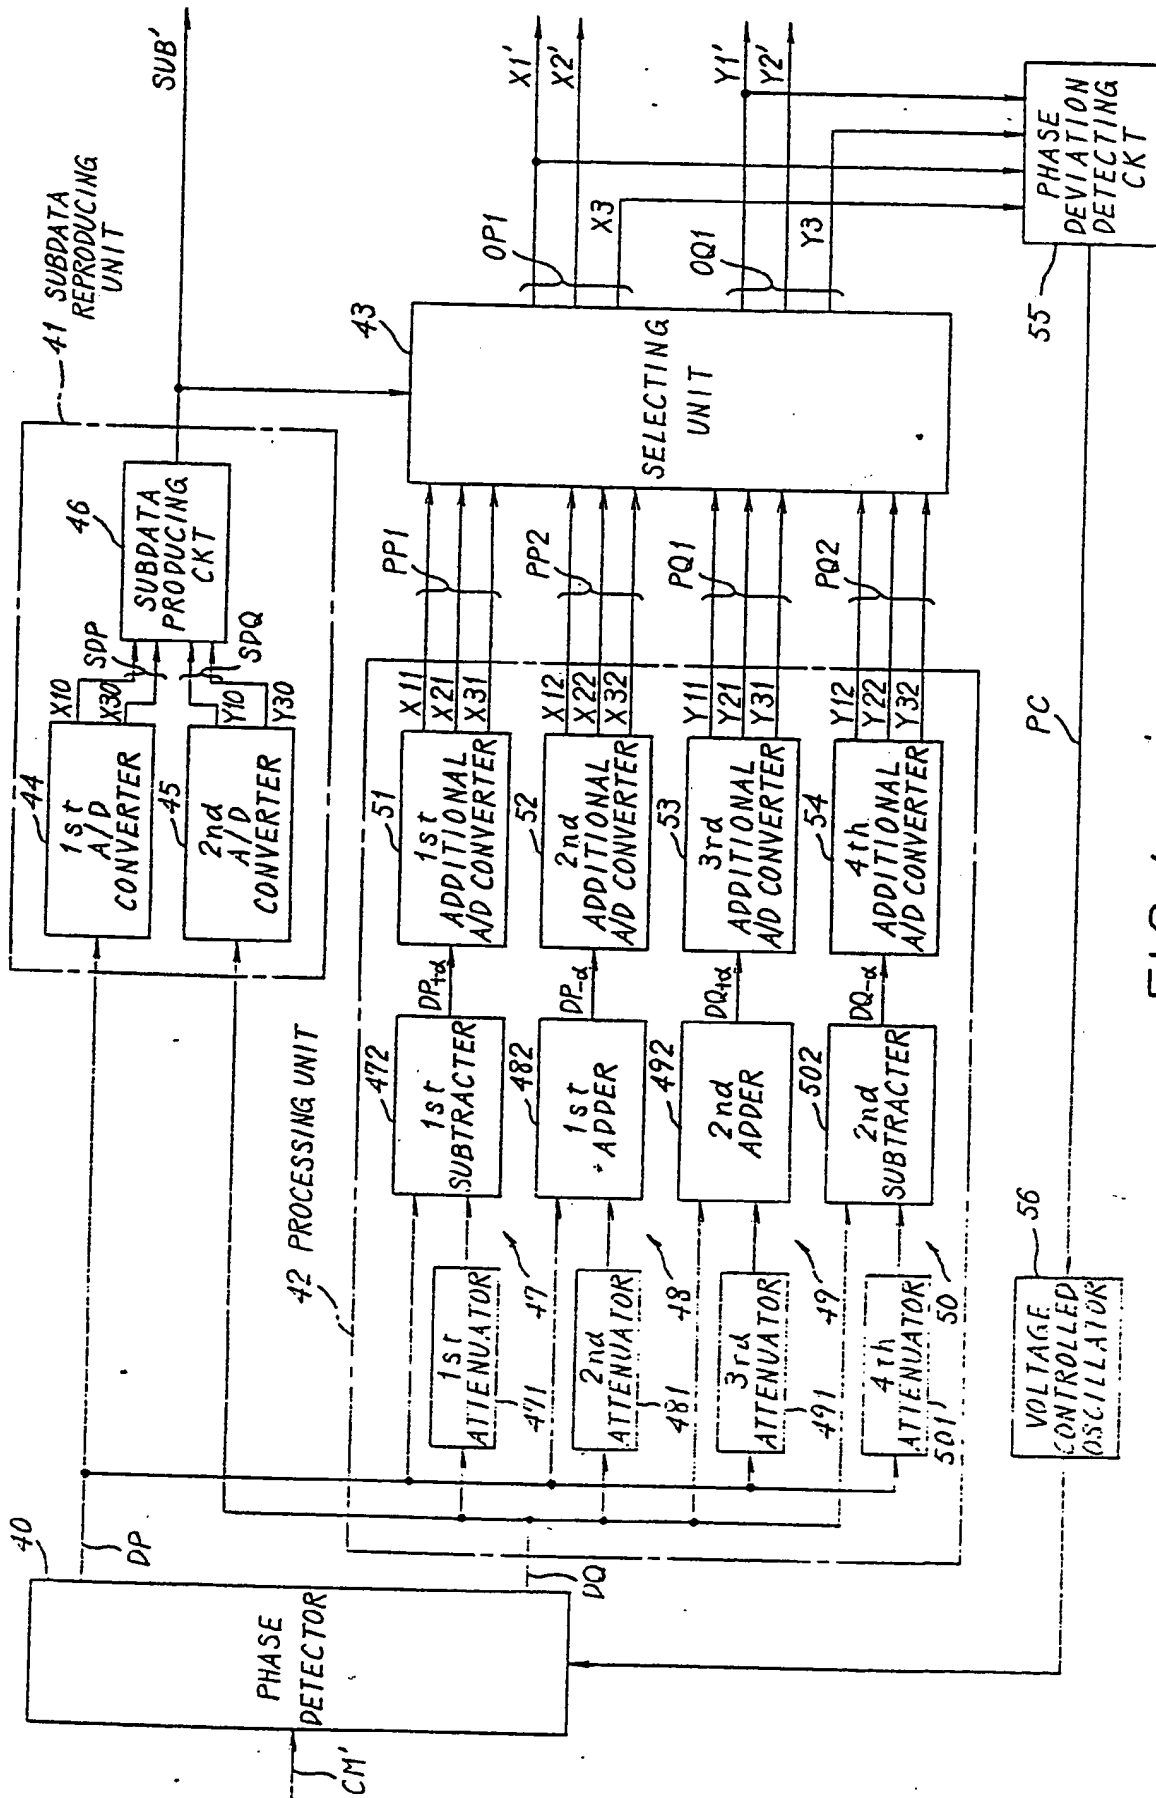 CM'
40
PHASE
DETECTOR
DP
DQ
41 SUBDATA
REPRODUCING
UNIT
44
1st
A/D
CONVERTER
X10
X30
SDP
45
2nd
A/D
CONVERTER
Y10
Y30
SDQ
46
SUBDATA
PRODUCING
CKT
SUB'
42 PROCESSING UNIT
1st
ATTENUATOR
471
47
472
1st
SUBTRACTER
DP+α
51
1st
ADDITIONAL
A/D CONVERTER
X11
X21
X31
PP1
2nd
ATTENUATOR
481
48
482
1st
ADDER
DP-α
52
2nd
ADDITIONAL
A/D CONVERTER
X12
X22
X32
PP2
3rd
ATTENUATOR
491
49
492
2nd
ADDER
DQ+α
53
3rd
ADDITIONAL
A/D CONVERTER
Y11
Y21
Y31
PQ1
4th
ATTENUATOR
501
50
502
2nd
SUBTRACTER
DQ-α
54
4th
ADDITIONAL
A/D CONVERTER
Y12
Y22
Y32
PQ2
43
SELECTING
UNIT
OP1
X1'
X2'
X3
OQ1
Y1'
Y2'
Y3
55
PHASE
DEVIATION
DETECTING
CKT
PC
56
VOLTAGE
CONTROLLED
OSCILLATOR